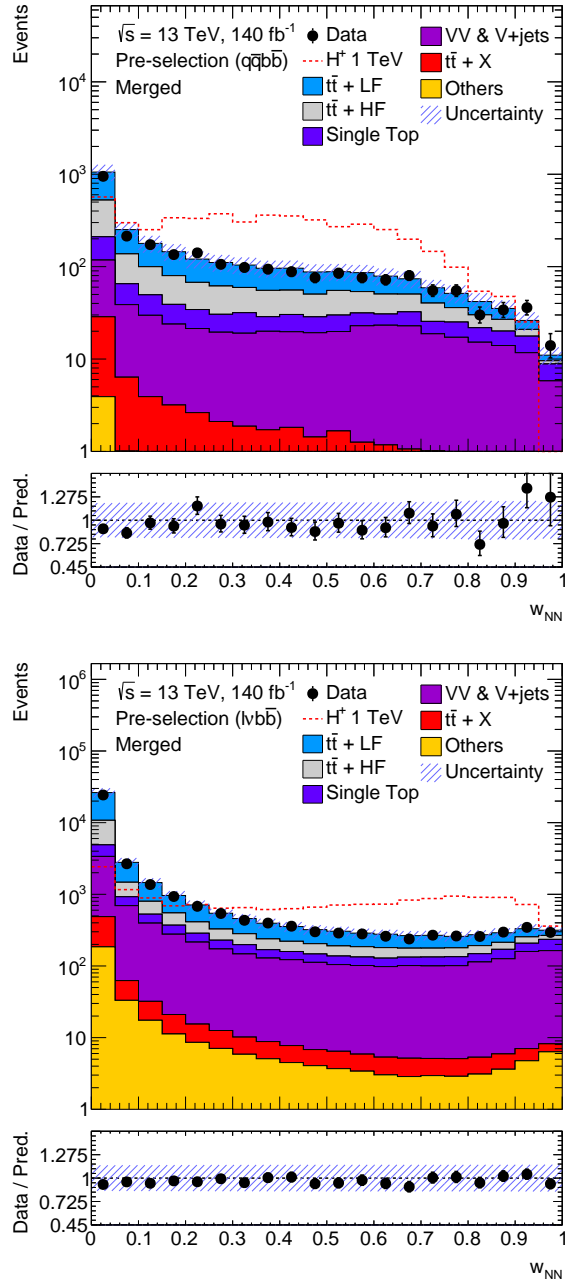 Events
√s = 13 TeV, 140 fb⁻¹
Pre-selection (qq̄bb̄)
Merged
Data
H⁺ 1 TeV
tt̄ + LF
tt̄ + HF
Single Top
VV & V+jets
tt̄ + X
Others
Uncertainty
10⁴
10³
10²
10
1
Data / Pred.
1.2775
1
0.725
0.45
0 0.1 0.2 0.3 0.4 0.5 0.6 0.7 0.8 0.9 1
w_NN
Events
√s = 13 TeV, 140 fb⁻¹
Pre-selection (lνbb̄)
Merged
Data
H⁺ 1 TeV
tt̄ + LF
tt̄ + HF
Single Top
VV & V+jets
tt̄ + X
Others
Uncertainty
10⁶
10⁵
10⁴
10³
10²
10
1
Data / Pred.
1.2775
1
0.725
0.45
0 0.1 0.2 0.3 0.4 0.5 0.6 0.7 0.8 0.9 1
w_NN